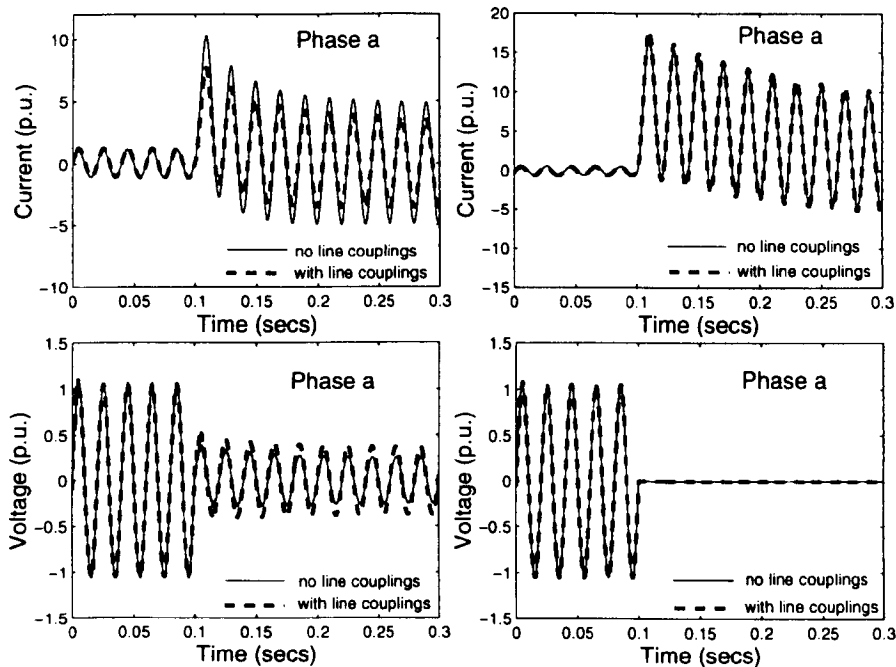 10
5
0
−5
−10
Current (p.u.)
Phase a
no line couplings
with line couplings
0
0.05
0.1
0.15
0.2
0.25
0.3
Time (secs)
20
15
10
5
0
−5
−10
−15
Current (p.u.)
Phase a
no line couplings
with line couplings
0
0.05
0.1
0.15
0.2
0.25
0.3
Time (secs)
1.5
1
0.5
0
−0.5
−1
−1.5
Voltage (p.u.)
Phase a
no line couplings
with line couplings
0
0.05
0.1
0.15
0.2
0.25
0.3
Time (secs)
1.5
1
0.5
0
−0.5
−1
−1.5
Voltage (p.u.)
Phase a
no line couplings
with line couplings
0
0.05
0.1
0.15
0.2
0.25
0.3
Time (secs)